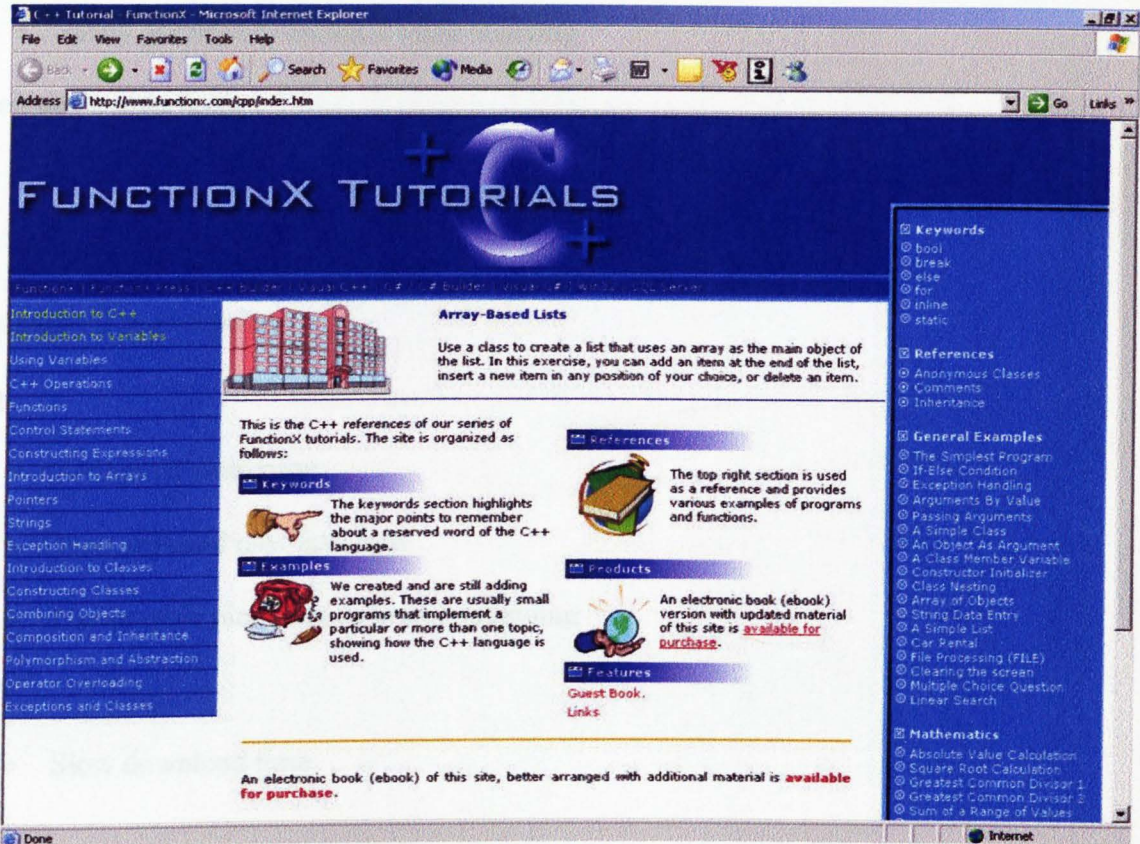 C++ Tutorial - FunctionX - Microsoft Internet Explorer
File Edit View Favorites Tools Help
Back Search Favorites Media
Address http://www.functionx.com/cpp/index.htm Go Links »
C++
FUNCTIONX TUTORIALS
FunctionX | FunctionX Press | C++ Builder | Visual C++ | C# / C# Builder | Visual J# | Win32 | SQL Server
Introduction to C++
Introduction to Variables
Using Variables
C++ Operations
Functions
Control Statements
Constructing Expressions
Introduction to Arrays
Pointers
Strings
Exception Handling
Introduction to Classes
Constructing Classes
Combining Objects
Composition and Inheritance
Polymorphism and Abstraction
Operator Overloading
Exceptions and Classes
Array-Based Lists
Use a class to create a list that uses an array as the main object of
the list. In this exercise, you can add an item at the end of the list,
insert a new item in any position of your choice, or delete an item.
This is the C++ references of our series of
FunctionX tutorials. The site is organized as
follows:
Keywords
The keywords section highlights
the major points to remember
about a reserved word of the C++
language.
Examples
We created and are still adding
examples. These are usually small
programs that implement a
particular or more than one topic,
showing how the C++ language is
used.
References
The top right section is used
as a reference and provides
various examples of programs
and functions.
Products
An electronic book (ebook)
version with updated material
of this site is available for
purchase.
Features
Guest Book.
Links
An electronic book (ebook) of this site, better arranged with additional material is available
for purchase.
Keywords
bool
break
else
for
inline
static
References
Anonymous Classes
Comments
Inheritance
General Examples
The Simplest Program
If-Else Condition
Exception Handling
Arguments By Value
Passing Arguments
A Simple Class
An Object As Argument
A Class Member Variable
Constructor Initializer
Class Nesting
Array of Objects
String Data Entry
A Simple List
Car Rental
File Processing (FILE)
Clearing the screen
Multiple Choice Question
Linear Search
Mathematics
Absolute Value Calculation
Square Root Calculation
Greatest Common Divisor 1
Greatest Common Divisor 2
Sum of a Range of Values
Done
Internet